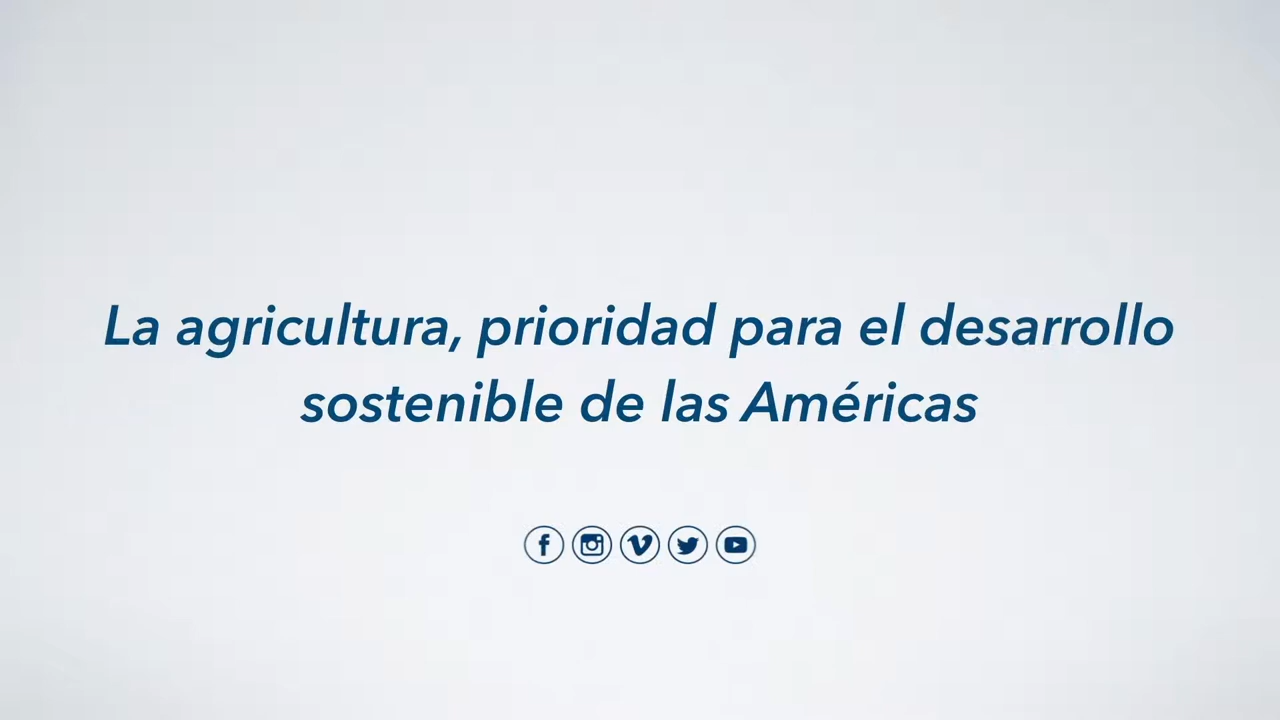 La agricultura, prioridad para el desarrollo
sostenible de las Américas